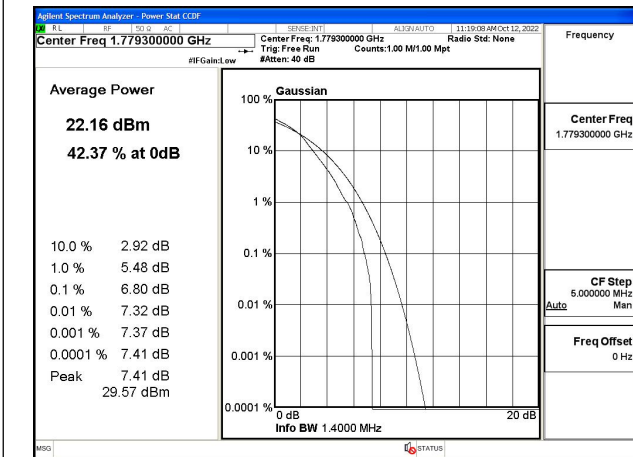 Agilent Spectrum Analyzer - Power Stat CCDF
LXI RL RF 50 Ω AC SENSE:INT ALIGN AUTO 11:19:08 AM Oct 12, 2022
Center Freq 1.779300000 GHz
Center Freq: 1.779300000 GHz Radio Std: None
Trig: Free Run Counts:1.00 M/1.00 Mpt
#IFGain:Low #Atten: 40 dB
Frequency
Average Power
22.16 dBm
42.37 % at 0dB
10.0 % 2.92 dB
1.0 % 5.48 dB
0.1 % 6.80 dB
0.01 % 7.32 dB
0.001 % 7.37 dB
0.0001 % 7.41 dB
Peak 7.41 dB
29.57 dBm
Gaussian
100 %
10 %
1 %
0.1 %
0.01 %
0.001 %
0.0001 %
0 dB 20 dB
Info BW 1.4000 MHz
Center Freq
1.779300000 GHz
CF Step
5.000000 MHz
Auto Man
Freq Offset
0 Hz
MSG STATUS